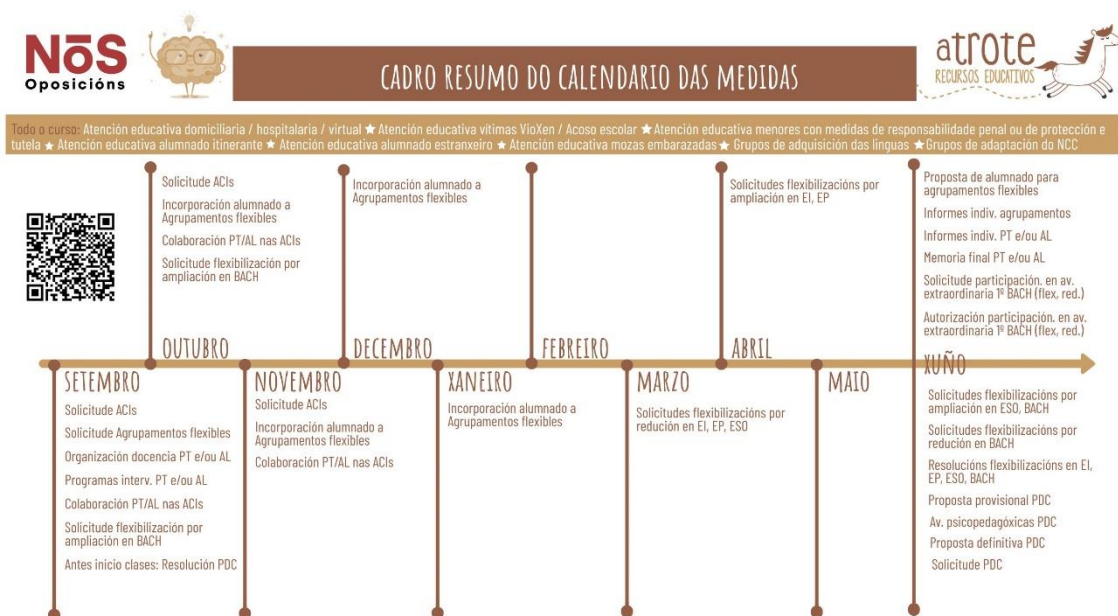 NōS
Oposicións
CADRO RESUMO DO CALENDARIO DAS MEDIDAS
atrote
RECURSOS EDUCATIVOS
Todo o curso: Atención educativa domiciliaria / hospitalaria / virtual ★ Atención educativa vítimas VioXen / Acoso escolar ★ Atención educativa menores con medidas de responsabilidade penal ou de protección e
tutela ★ Atención educativa alumnado itinerante ★ Atención educativa alumnado estranxeiro ★ Atención educativa mozas embarazadas ★ Grupos de adquisición das linguas ★ Grupos de adaptación do NCC
Solicitude ACIs
Incorporación alumnado a
Agrupamentos flexibles
Colaboración PT/AL nas ACIs
Solicitude flexibilización por
ampliación en BACH
OUTUBRO
Incorporación alumnado a
Agrupamentos flexibles
DECEMBRO
FEBREIRO
Solicitudes flexibilizacións por
ampliación en EI, EP
ABRIL
Proposta de alumnado para
agrupamentos flexibles
Informes indiv. agrupamentos
Informes indiv. PT e/ou AL
Memoria final PT e/ou AL
Solicitude participación. en av.
extraordinaria 1º BACH (flex, red.)
Autorización participación. en av.
extraordinaria 1º BACH (flex, red.)
XUÑO
SETEMBRO
Solicitude ACIs
Solicitude Agrupamentos flexibles
Organización docencia PT e/ou AL
Programas interv. PT e/ou AL
Colaboración PT/AL nas ACIs
Solicitude flexibilización por
ampliación en BACH
Antes inicio clases: Resolución PDC
NOVEMBRO
Solicitude ACIs
Incorporación alumnado a
Agrupamentos flexibles
Colaboración PT/AL nas ACIs
XANEIRO
Incorporación alumnado a
Agrupamentos flexibles
MARZO
Solicitudes flexibilizacións por
redución en EI, EP, ESO
MAIO
Solicitudes flexibilizacións por
ampliación en ESO, BACH
Solicitudes flexibilizacións por
redución en BACH
Resolucións flexibilizacións en EI,
EP, ESO, BACH
Proposta provisional PDC
Av. psicopedagóxicas PDC
Proposta definitiva PDC
Solicitude PDC